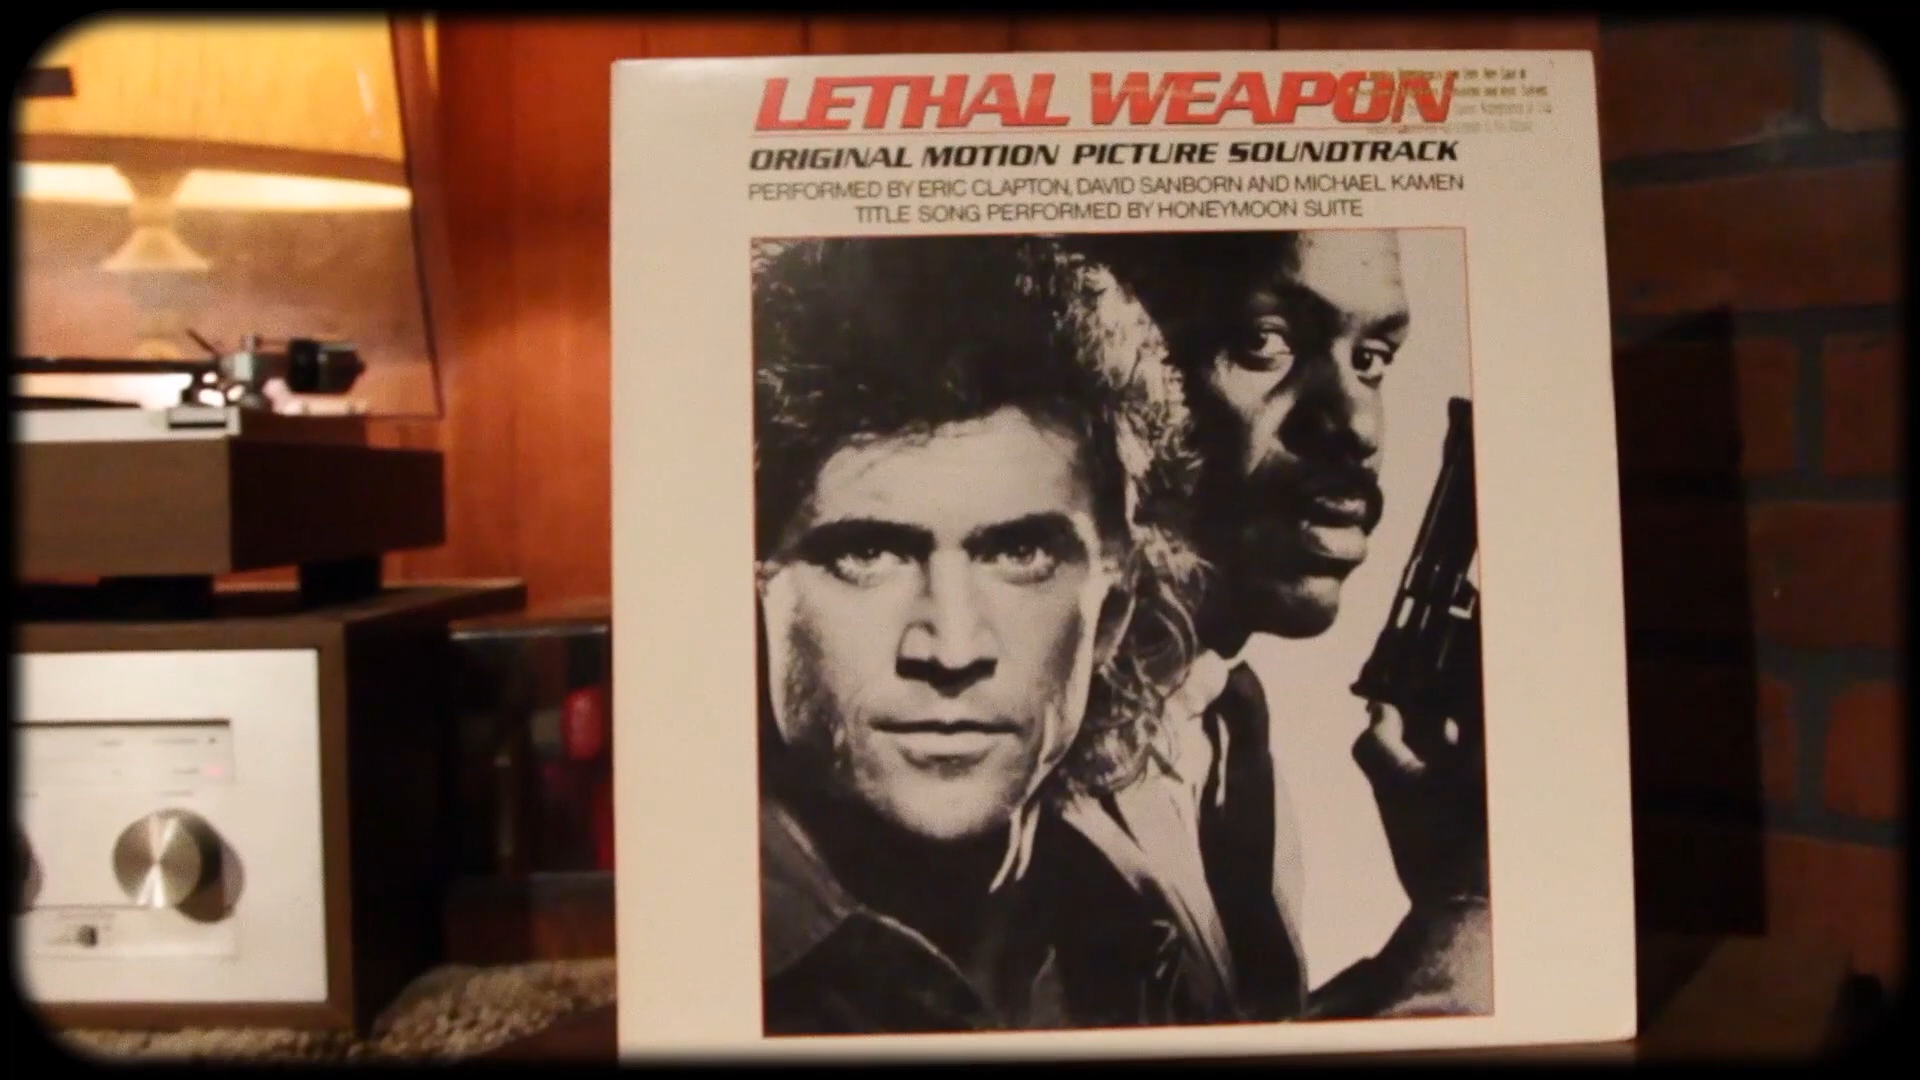 LETHAL WEAPON
ORIGINAL MOTION PICTURE SOUNDTRACK
PERFORMED BY ERIC CLAPTON, DAVID SANBORN AND MICHAEL KAMEN
TITLE SONG PERFORMED BY HONEYMOON SUITE